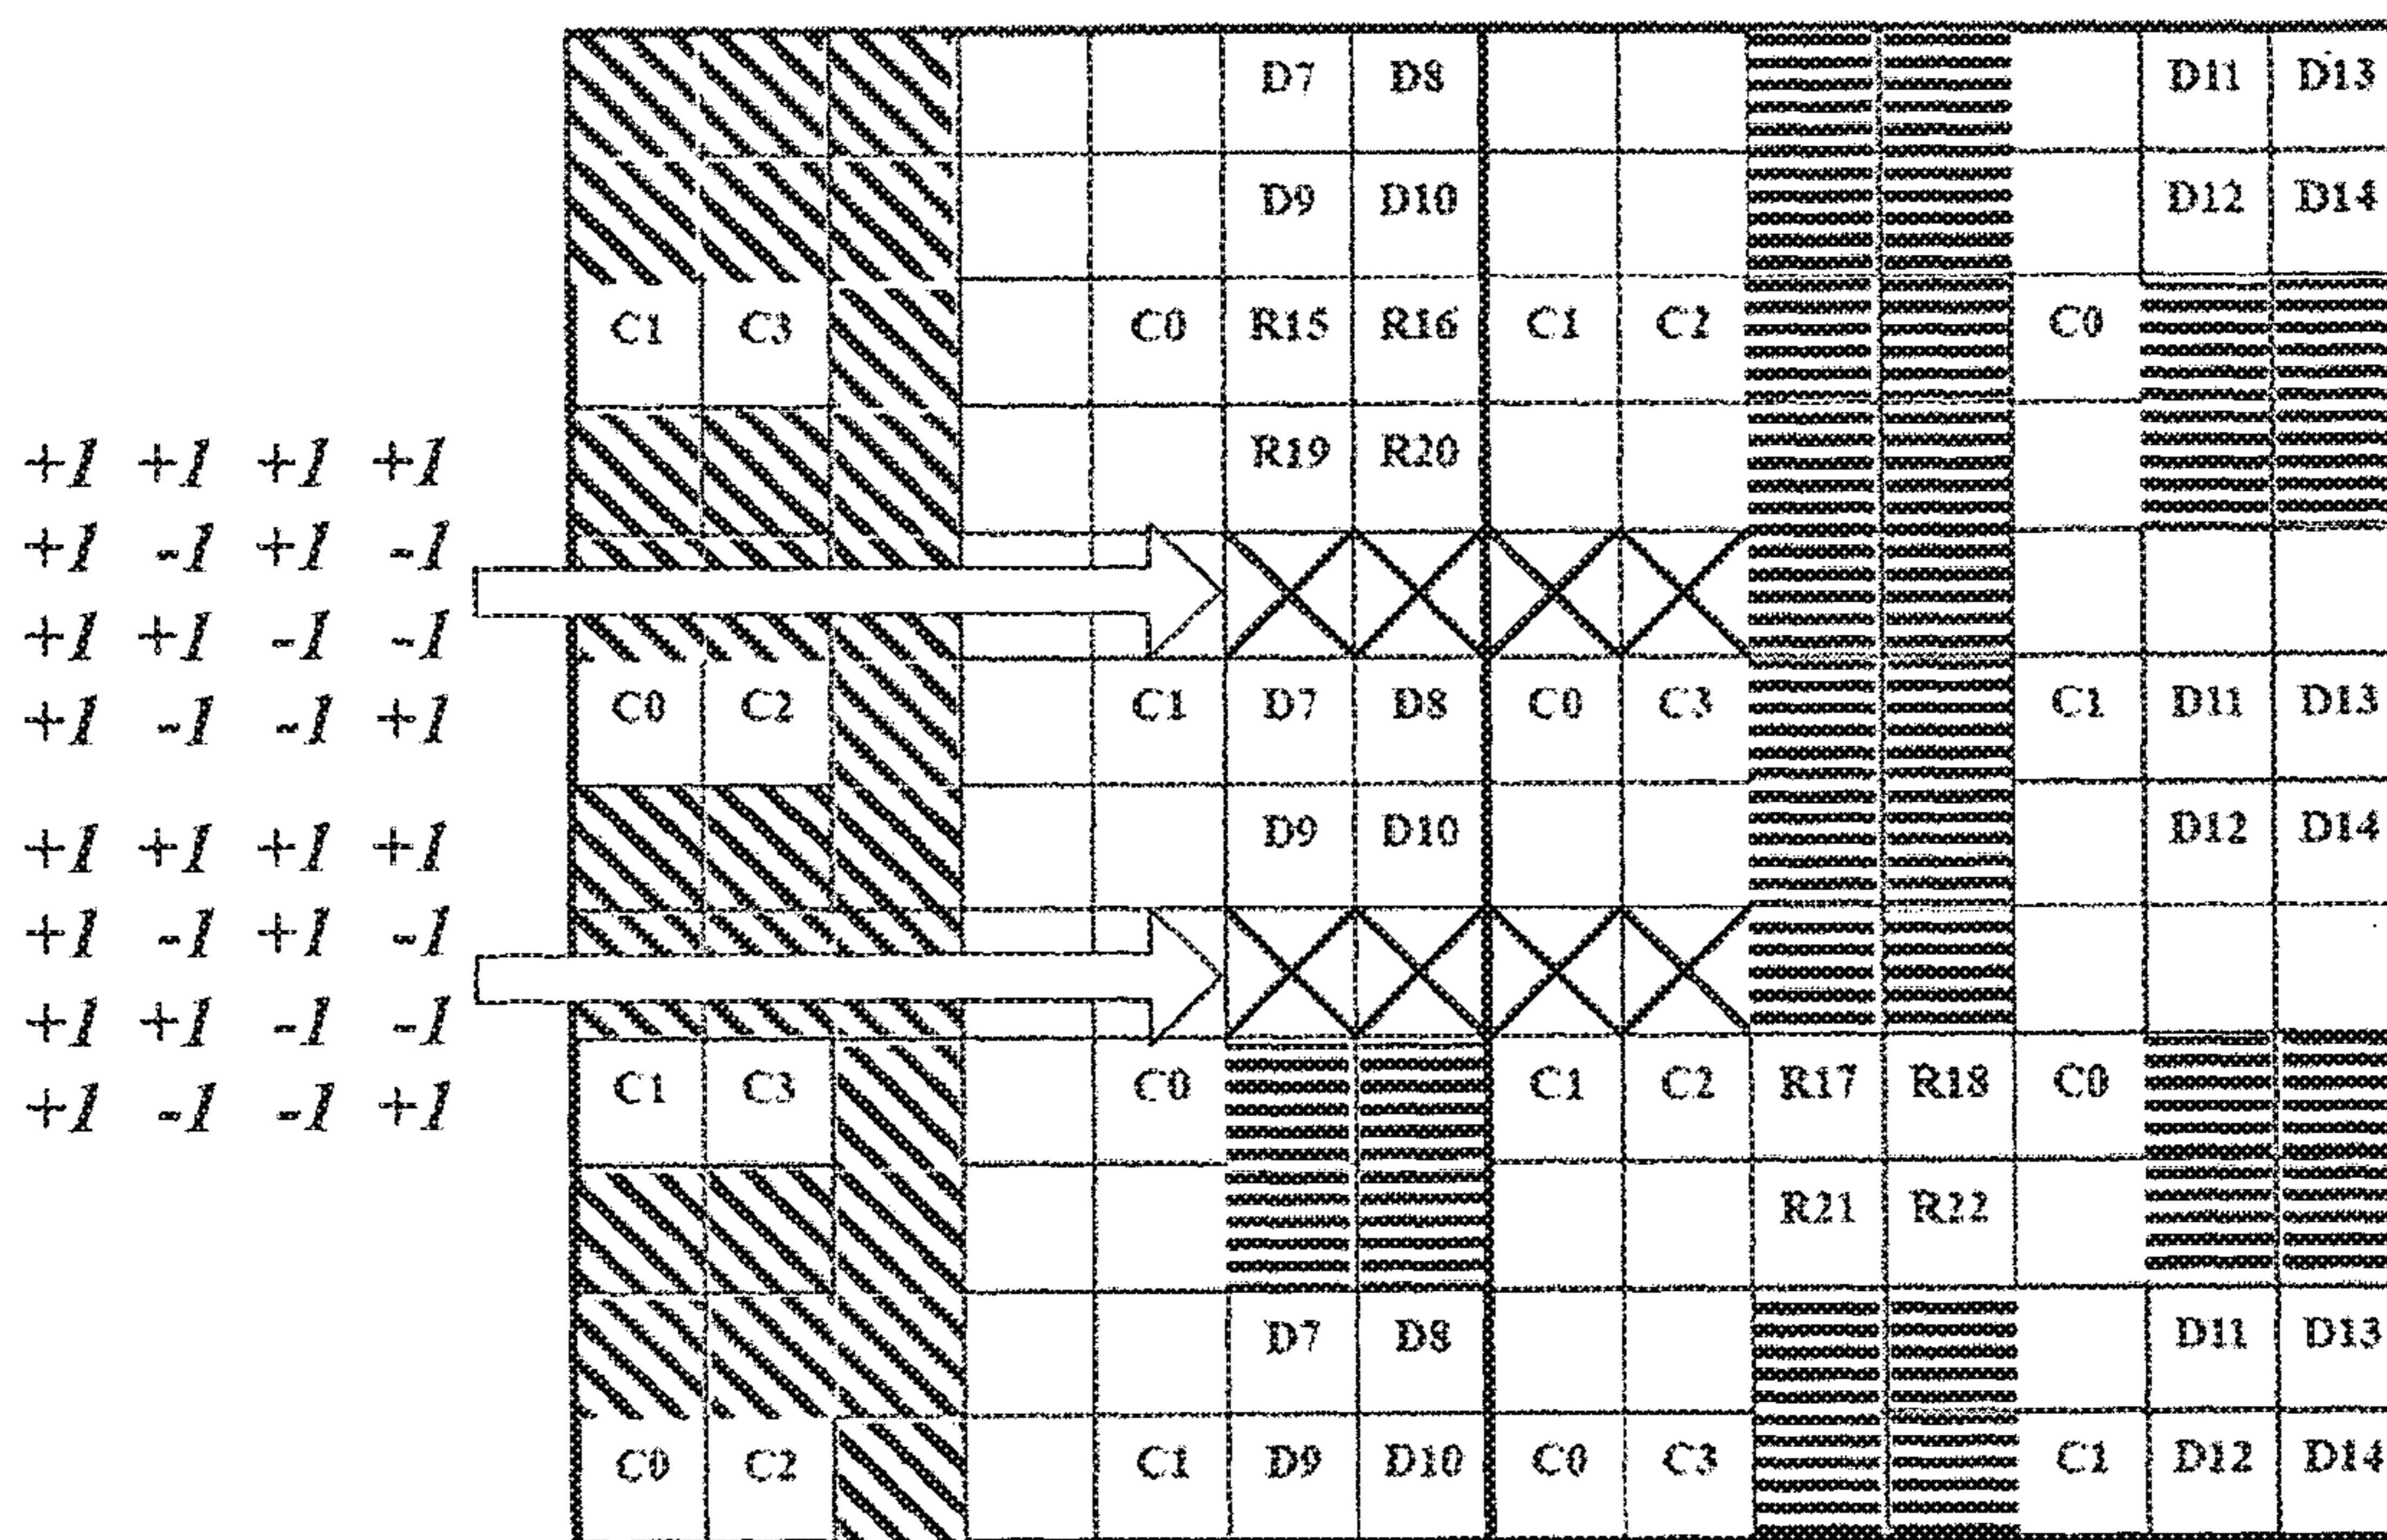 D7 D8 D11 D13
D9 D10 D12 D14
C1 C3 C0 R15 R16 C1 C2 C0
R19 R20
+1 +1 +1 +1
+1 -1 +1 -1
+1 +1 -1 -1
+1 -1 -1 +1
C0 C2 C1 D7 D8 C0 C3 C1 D11 D13
D9 D10 D12 D14
+1 +1 +1 +1
+1 -1 +1 -1
+1 +1 -1 -1
+1 -1 -1 +1
C1 C3 C0 C1 C2 R17 R18 C0
R21 R22
D7 D8 D11 D13
C0 C2 C1 D9 D10 C0 C3 C1 D12 D14